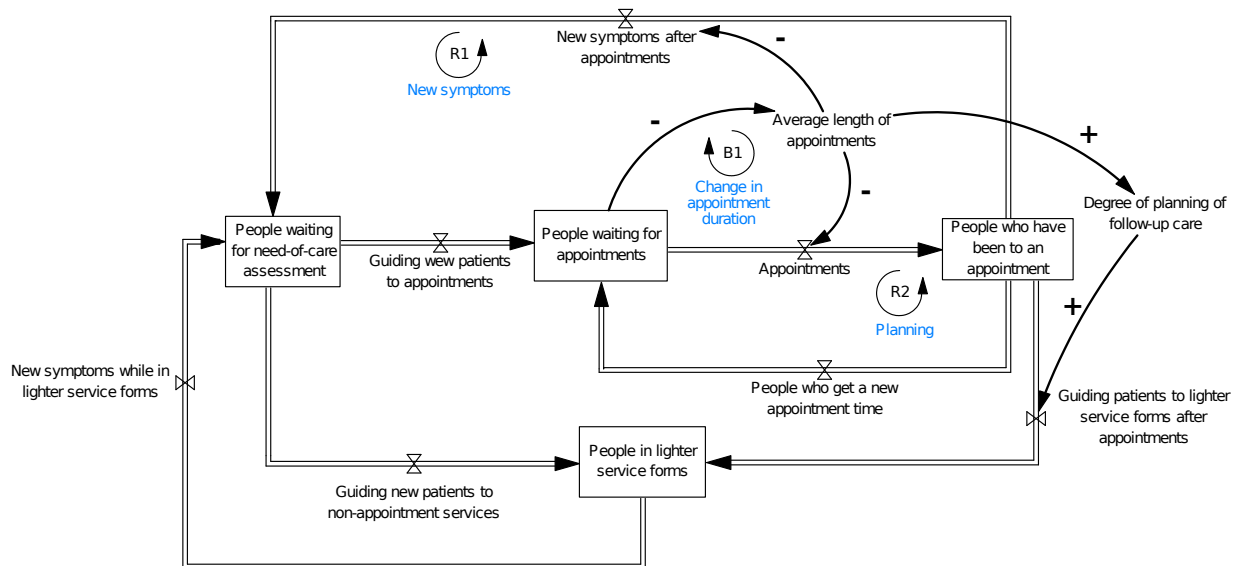 New symptoms after
appointments
R1
New symptoms
-
-
Average length of
appointments
+
B1
Change in
appointment
duration
-
Degree of planning of
follow-up care
People waiting
for need-of-care
assessment
Guiding wew patients
to appointments
People waiting for
appointments
Appointments
People who have
been to an
appointment
R2
Planning
+
New symptoms while in
lighter service forms
People who get a new
appointment time
Guiding patients to lighter
service forms after
appointments
People in lighter
service forms
Guiding new patients to
non-appointment services